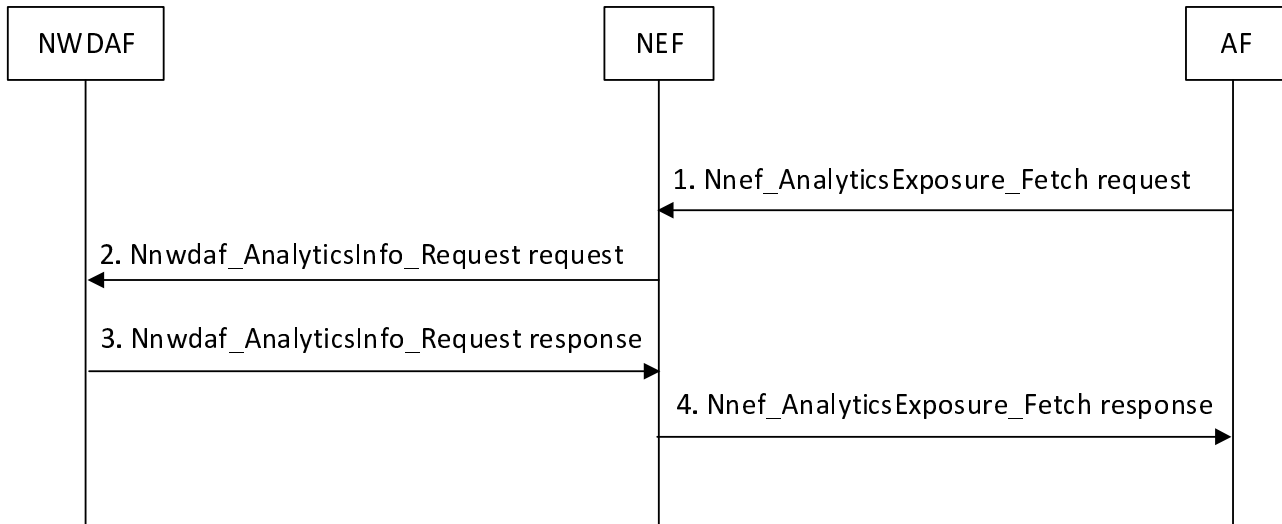 NWDAF
NEF
AF
1. Nnef_AnalyticsExposure_Fetch request
2. Nnwdaf_AnalyticsInfo_Request request
3. Nnwdaf_AnalyticsInfo_Request response
4. Nnef_AnalyticsExposure_Fetch response